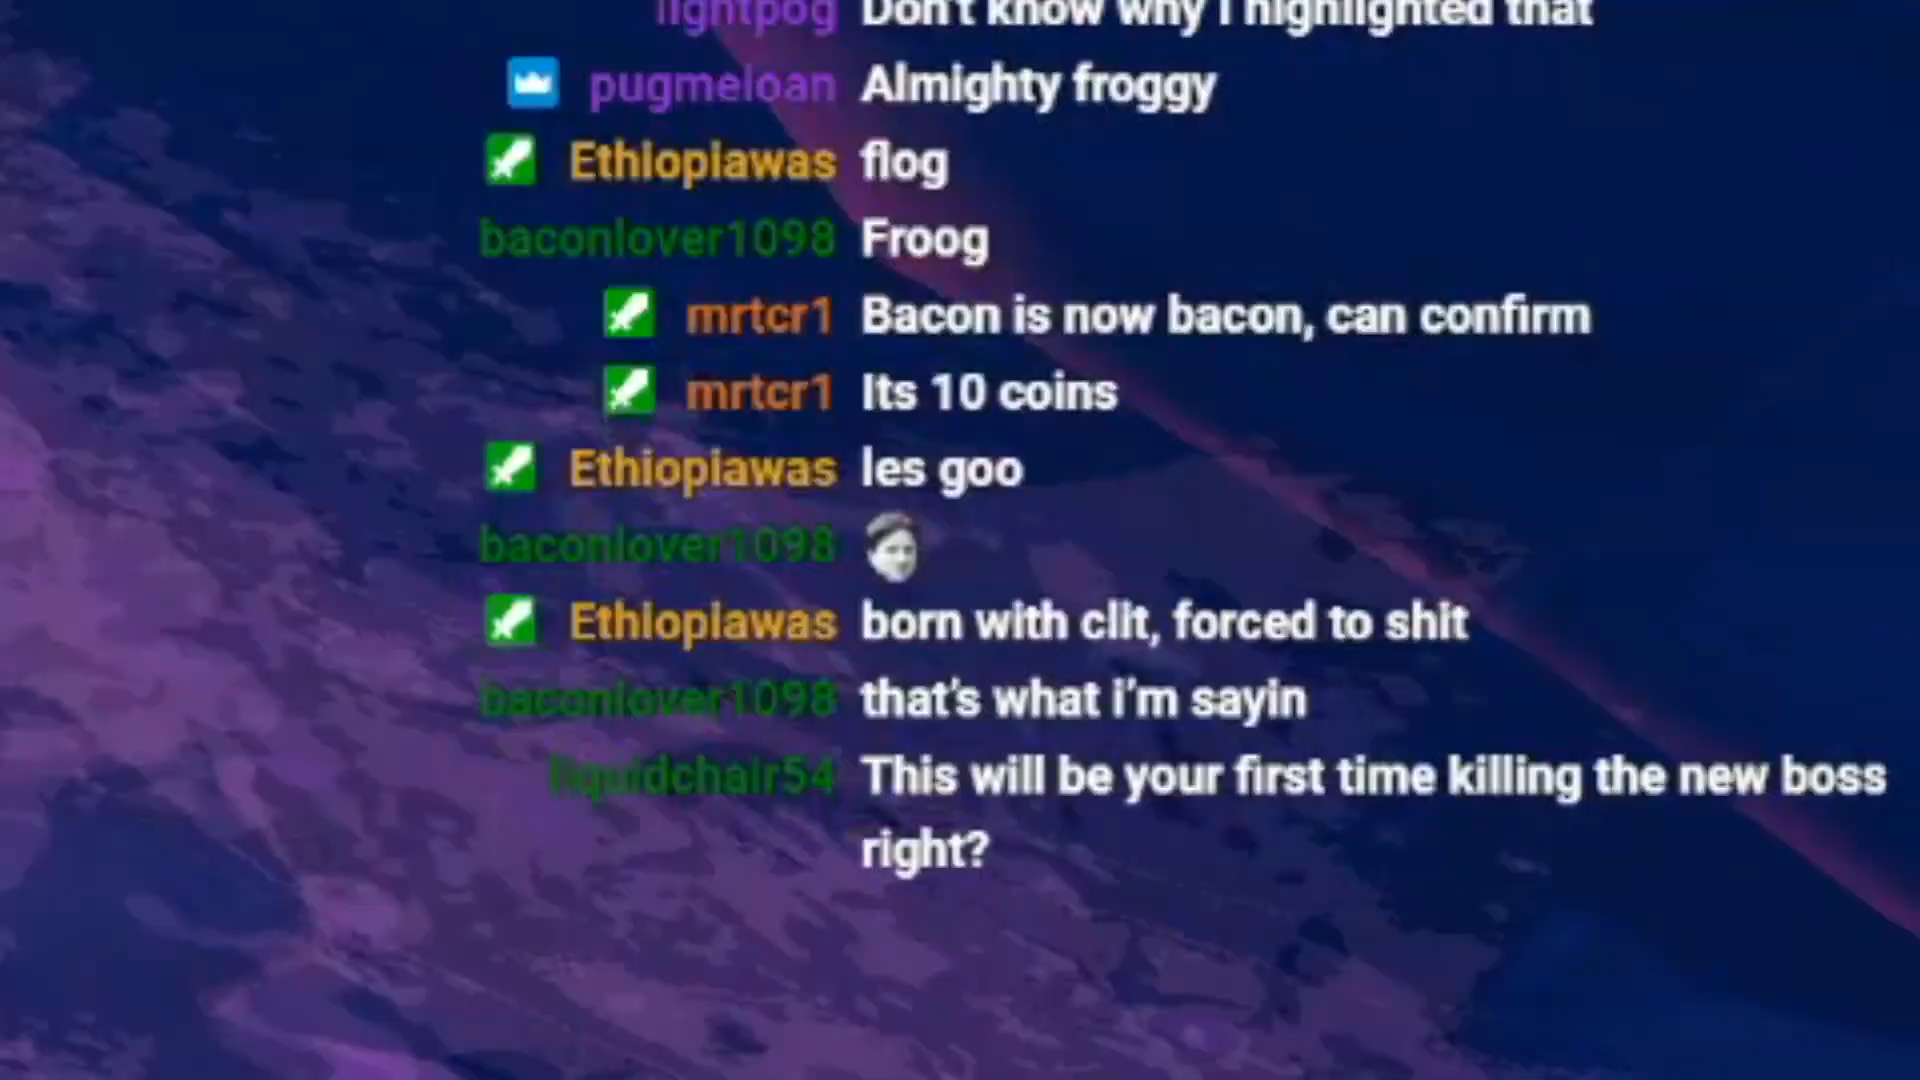 lightpog Don't know why I highlighted that
pugmeloan Almighty froggy
Ethiopiawas flog
baconlover1098 Froog
mrtcr1 Bacon is now bacon, can confirm
mrtcr1 Its 10 coins
Ethiopiawas les goo
baconlover1098
Ethiopiawas born with clit, forced to shit
baconlover1098 that's what i'm sayin
liquidchair54 This will be your first time killing the new boss
right?